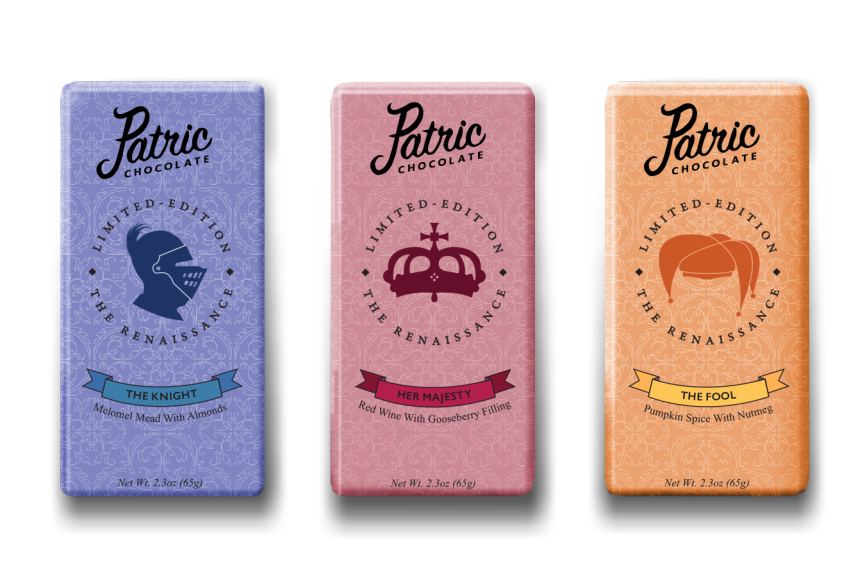 Patric
CHOCOLATE
LIMITED-EDITION
THE RENAISSANCE
THE KNIGHT
Melomel Mead With Almonds
Net Wt. 2.3oz (65g)
Patric
CHOCOLATE
LIMITED-EDITION
THE RENAISSANCE
HER MAJESTY
Red Wine With Gooseberry Filling
Net Wt. 2.3oz (65g)
Patric
CHOCOLATE
LIMITED-EDITION
THE RENAISSANCE
THE FOOL
Pumpkin Spice With Nutmeg
Net Wt. 2.3oz (65g)